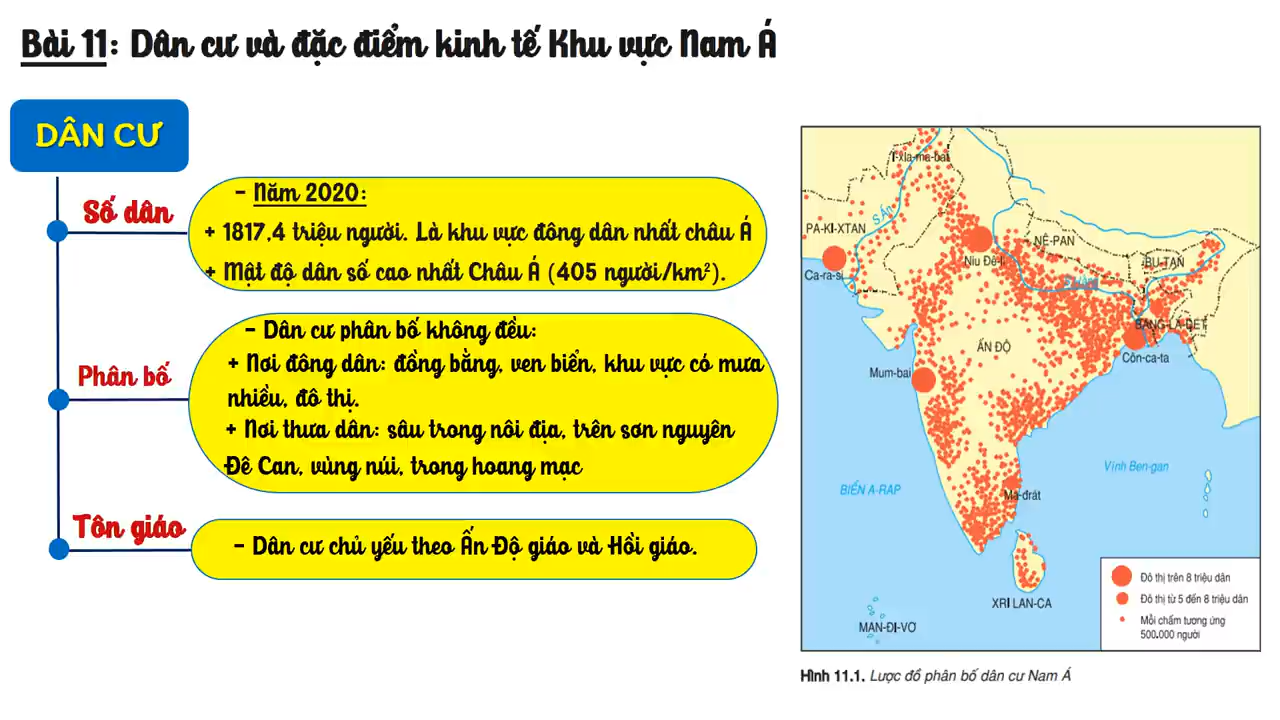 Bài 11: Dân cư và đặc điểm kinh tế Khu vực Nam Á
DÂN CƯ
Số dân
- Năm 2020:
+ 1817,4 triệu người. Là khu vực đông dân nhất châu Á
+ Mật độ dân số cao nhất Châu Á (405 người/km²).
Phân bố
- Dân cư phân bố không đều:
+ Nơi đông dân: đồng bằng, ven biển, khu vực có mưa
nhiều, đô thị.
+ Nơi thưa dân: sâu trong nôi địa, trên sơn nguyên
Đê Can, vùng núi, trong hoang mạc
Tôn giáo
- Dân cư chủ yếu theo Ấn Độ giáo và Hồi giáo.
I-xla-ma-bát
S.Ấn
PA-KI-XTAN
NÊ-PAN
Niu Đê-li
BU-TAN
Ca-ra-si
S.Hằng
BĂNG-LA-ĐÉT
ẤN ĐỘ
Côn-ca-ta
Mum-bai
Vịnh Ben-gan
BIỂN A-RAP
Ma-đrát
XRI LAN-CA
MAN-ĐI-VƠ
Đô thị trên 8 triệu dân
Đô thị từ 5 đến 8 triệu dân
Mỗi chấm tương ứng
500.000 người
Hình 11.1. Lược đồ phân bố dân cư Nam Á